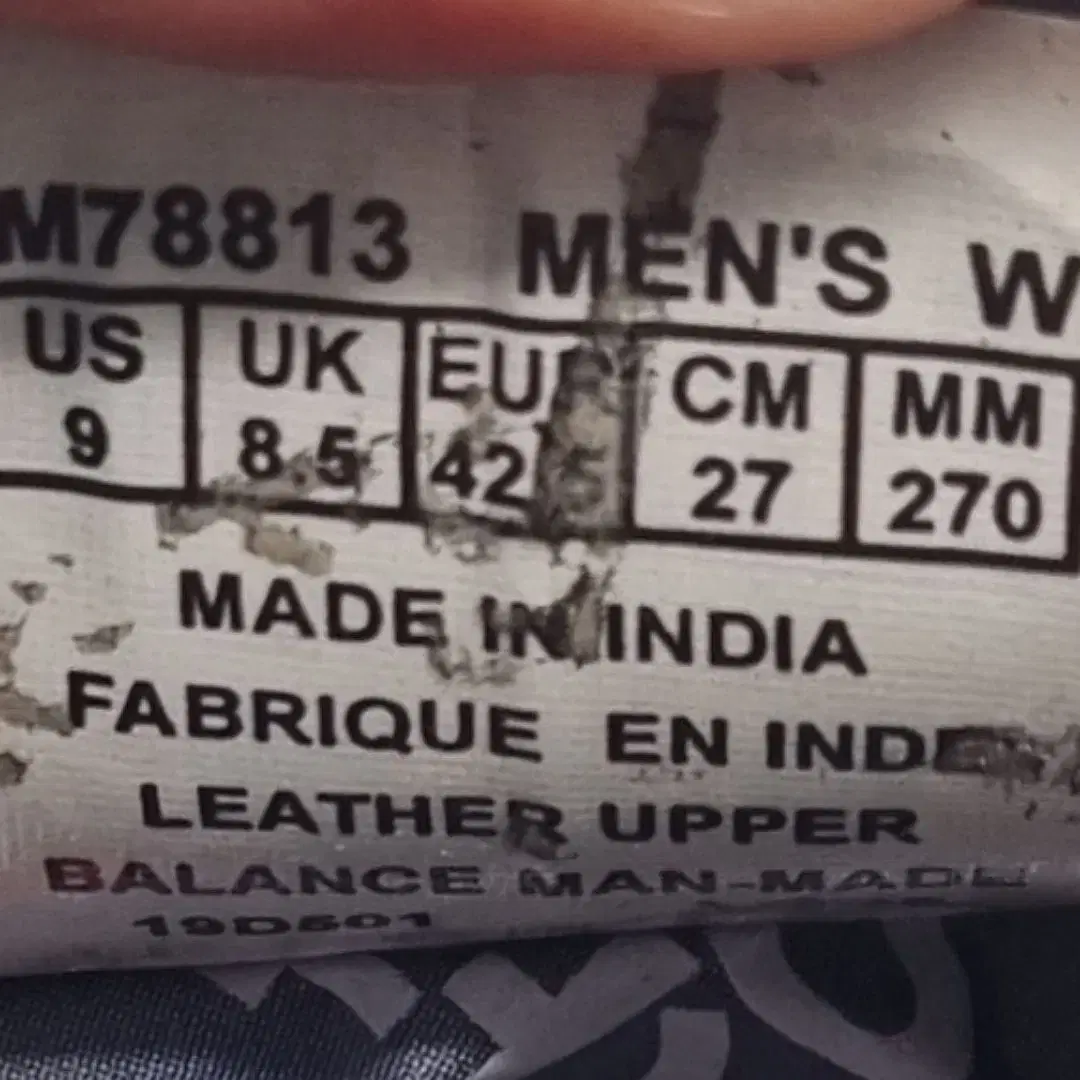 M78813 MEN'S W
US UK EU CM MM
9 8 5 42 27 270
MADE IN INDIA
FABRIQUE EN INDE
LEATHER UPPER
BALANCE MAN-MADE
19D501